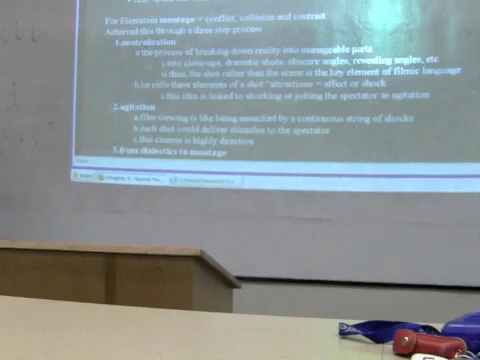 For Eisenstein montage = conflict, collision and contrast
Achieved this through a three step process
1.neutralization
a.the process of breaking down reality into manageable parts
i.into close-ups, dramatic shots, obscure angles, revealing angles, etc
ii.thus, the shot rather than the scene is the key element of filmic language
b.he calls these elements of a shot "attractions = effect or shock
i.this idea is linked to shocking or jolting the spectator as agitation
2.agitation
a.film viewing is like being assaulted by a continuous string of shocks
b.each shot could deliver stimulus to the spectator
c.this cinema is highly directive
3.from dialectics to montage
Done
Start